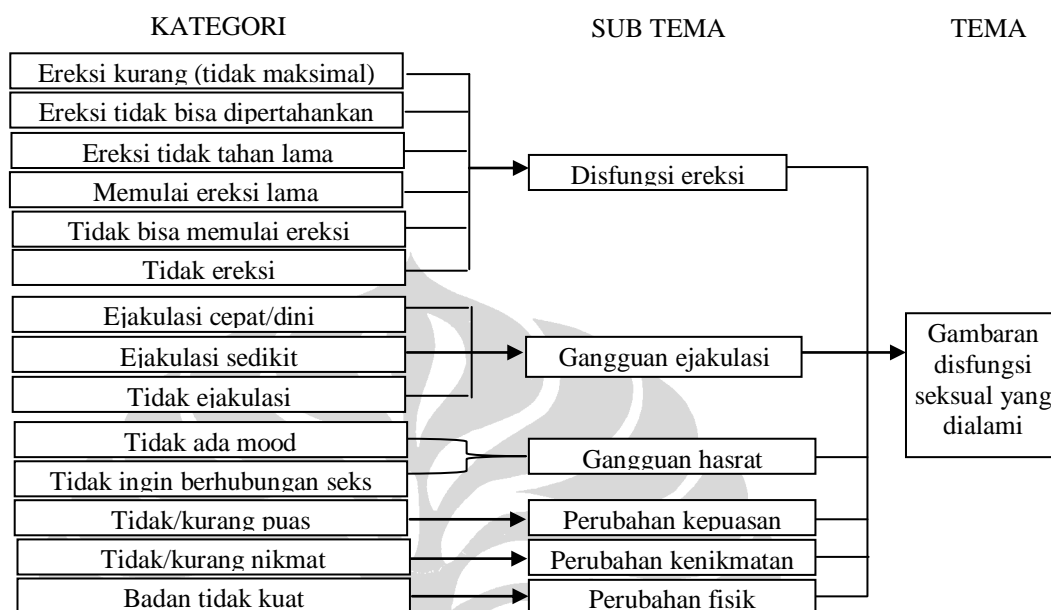 KATEGORI
SUB TEMA
TEMA
Ereksi kurang (tidak maksimal)
Ereksi tidak bisa dipertahankan
Ereksi tidak tahan lama
Memulai ereksi lama
Tidak bisa memulai ereksi
Tidak ereksi
Disfungsi ereksi
Ejakulasi cepat/dini
Ejakulasi sedikit
Tidak ejakulasi
Gangguan ejakulasi
Tidak ada mood
Tidak ingin berhubungan seks
Gangguan hasrat
Tidak/kurang puas
Perubahan kepuasan
Tidak/kurang nikmat
Perubahan kenikmatan
Badan tidak kuat
Perubahan fisik
Gambaran
disfungsi
seksual yang
dialami